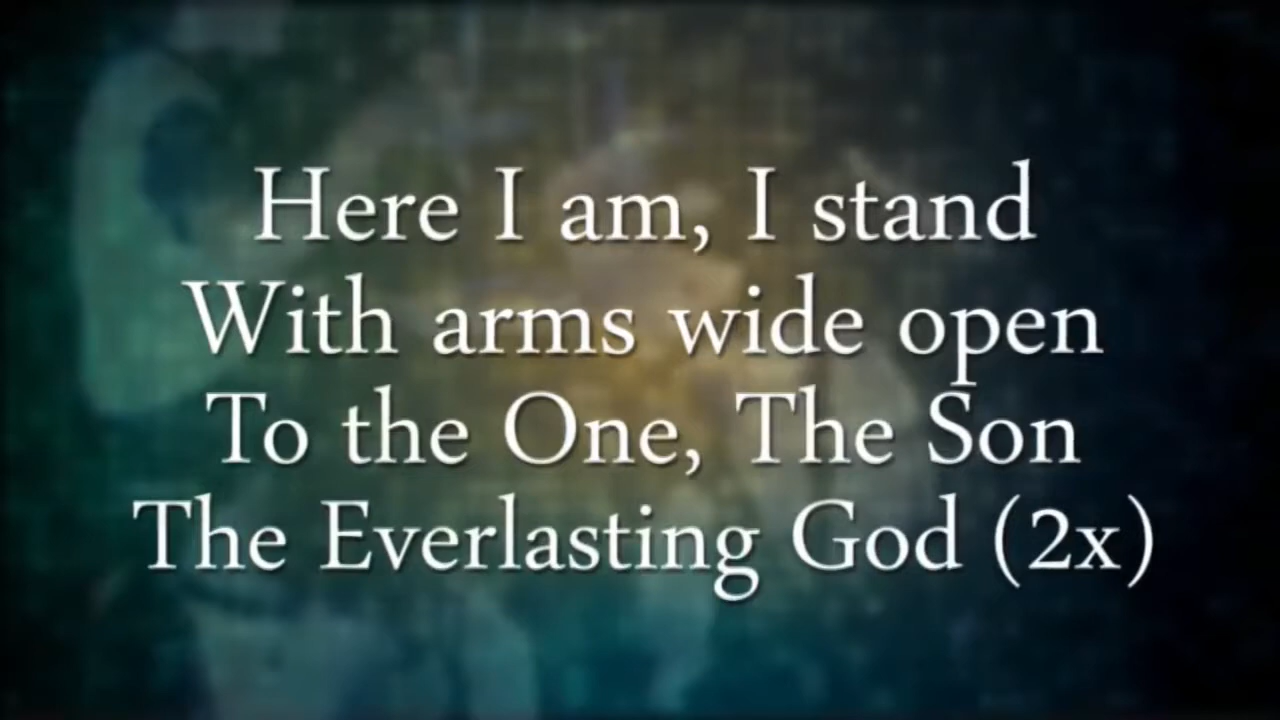 Here I am, I stand
With arms wide open
To the One, The Son
The Everlasting God (2x)